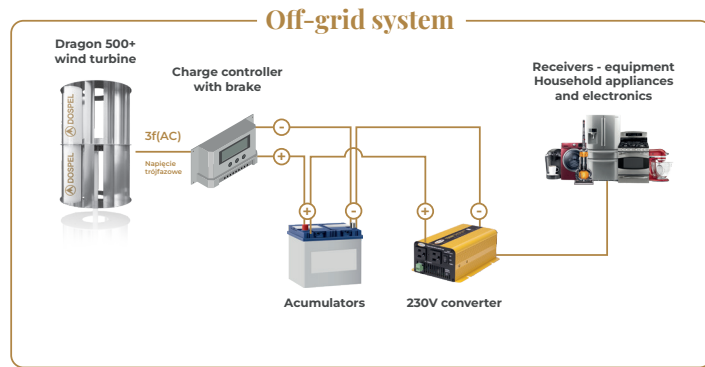 Off-grid system
Dragon 500+
wind turbine
Charge controller
with brake
Receivers - equipment
Household appliances
and electronics
DOSPEL
DOSPEL
3f(AC)
Napięcie
trójfazowe
-
+
+
-
+
-
Acumulators
230V converter